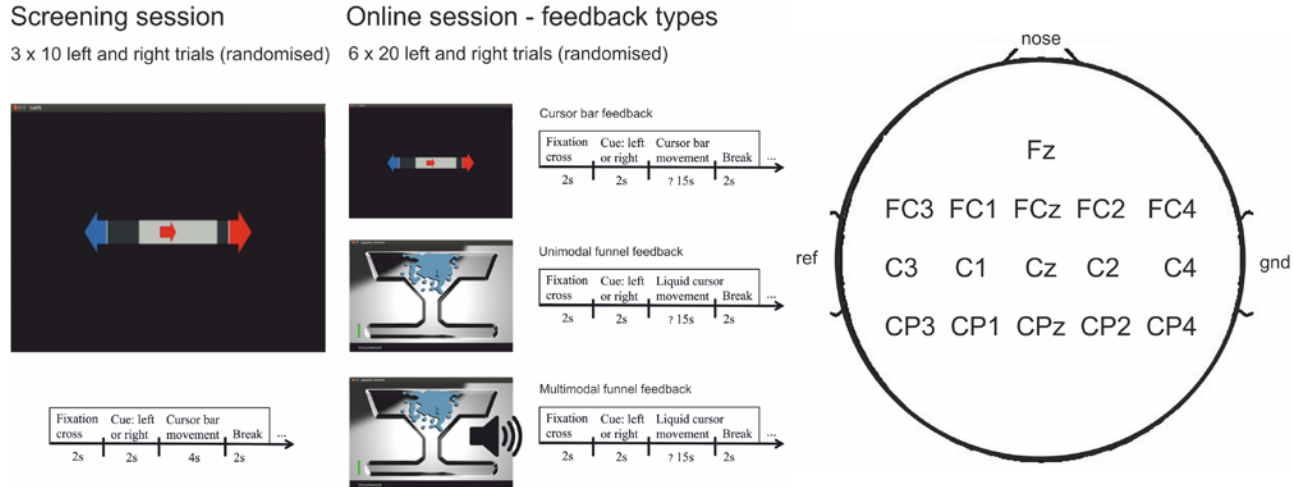 Screening session
3 x 10 left and right trials (randomised)
Fixation cross
Cue: left or right
Cursor bar movement
Break
...
2s
2s
4s
2s
Online session - feedback types
6 x 20 left and right trials (randomised)
Cursor bar feedback
Fixation cross
Cue: left or right
Cursor bar movement
Break
...
2s
2s
? 15s
2s
Unimodal funnel feedback
Fixation cross
Cue: left or right
Liquid cursor movement
Break
...
2s
2s
? 15s
2s
Multimodal funnel feedback
Fixation cross
Cue: left or right
Liquid cursor movement
Break
...
2s
2s
? 15s
2s
nose
Fz
FC3 FC1 FCz FC2 FC4
ref
C3 C1 Cz C2 C4
gnd
CP3 CP1 CPz CP2 CP4